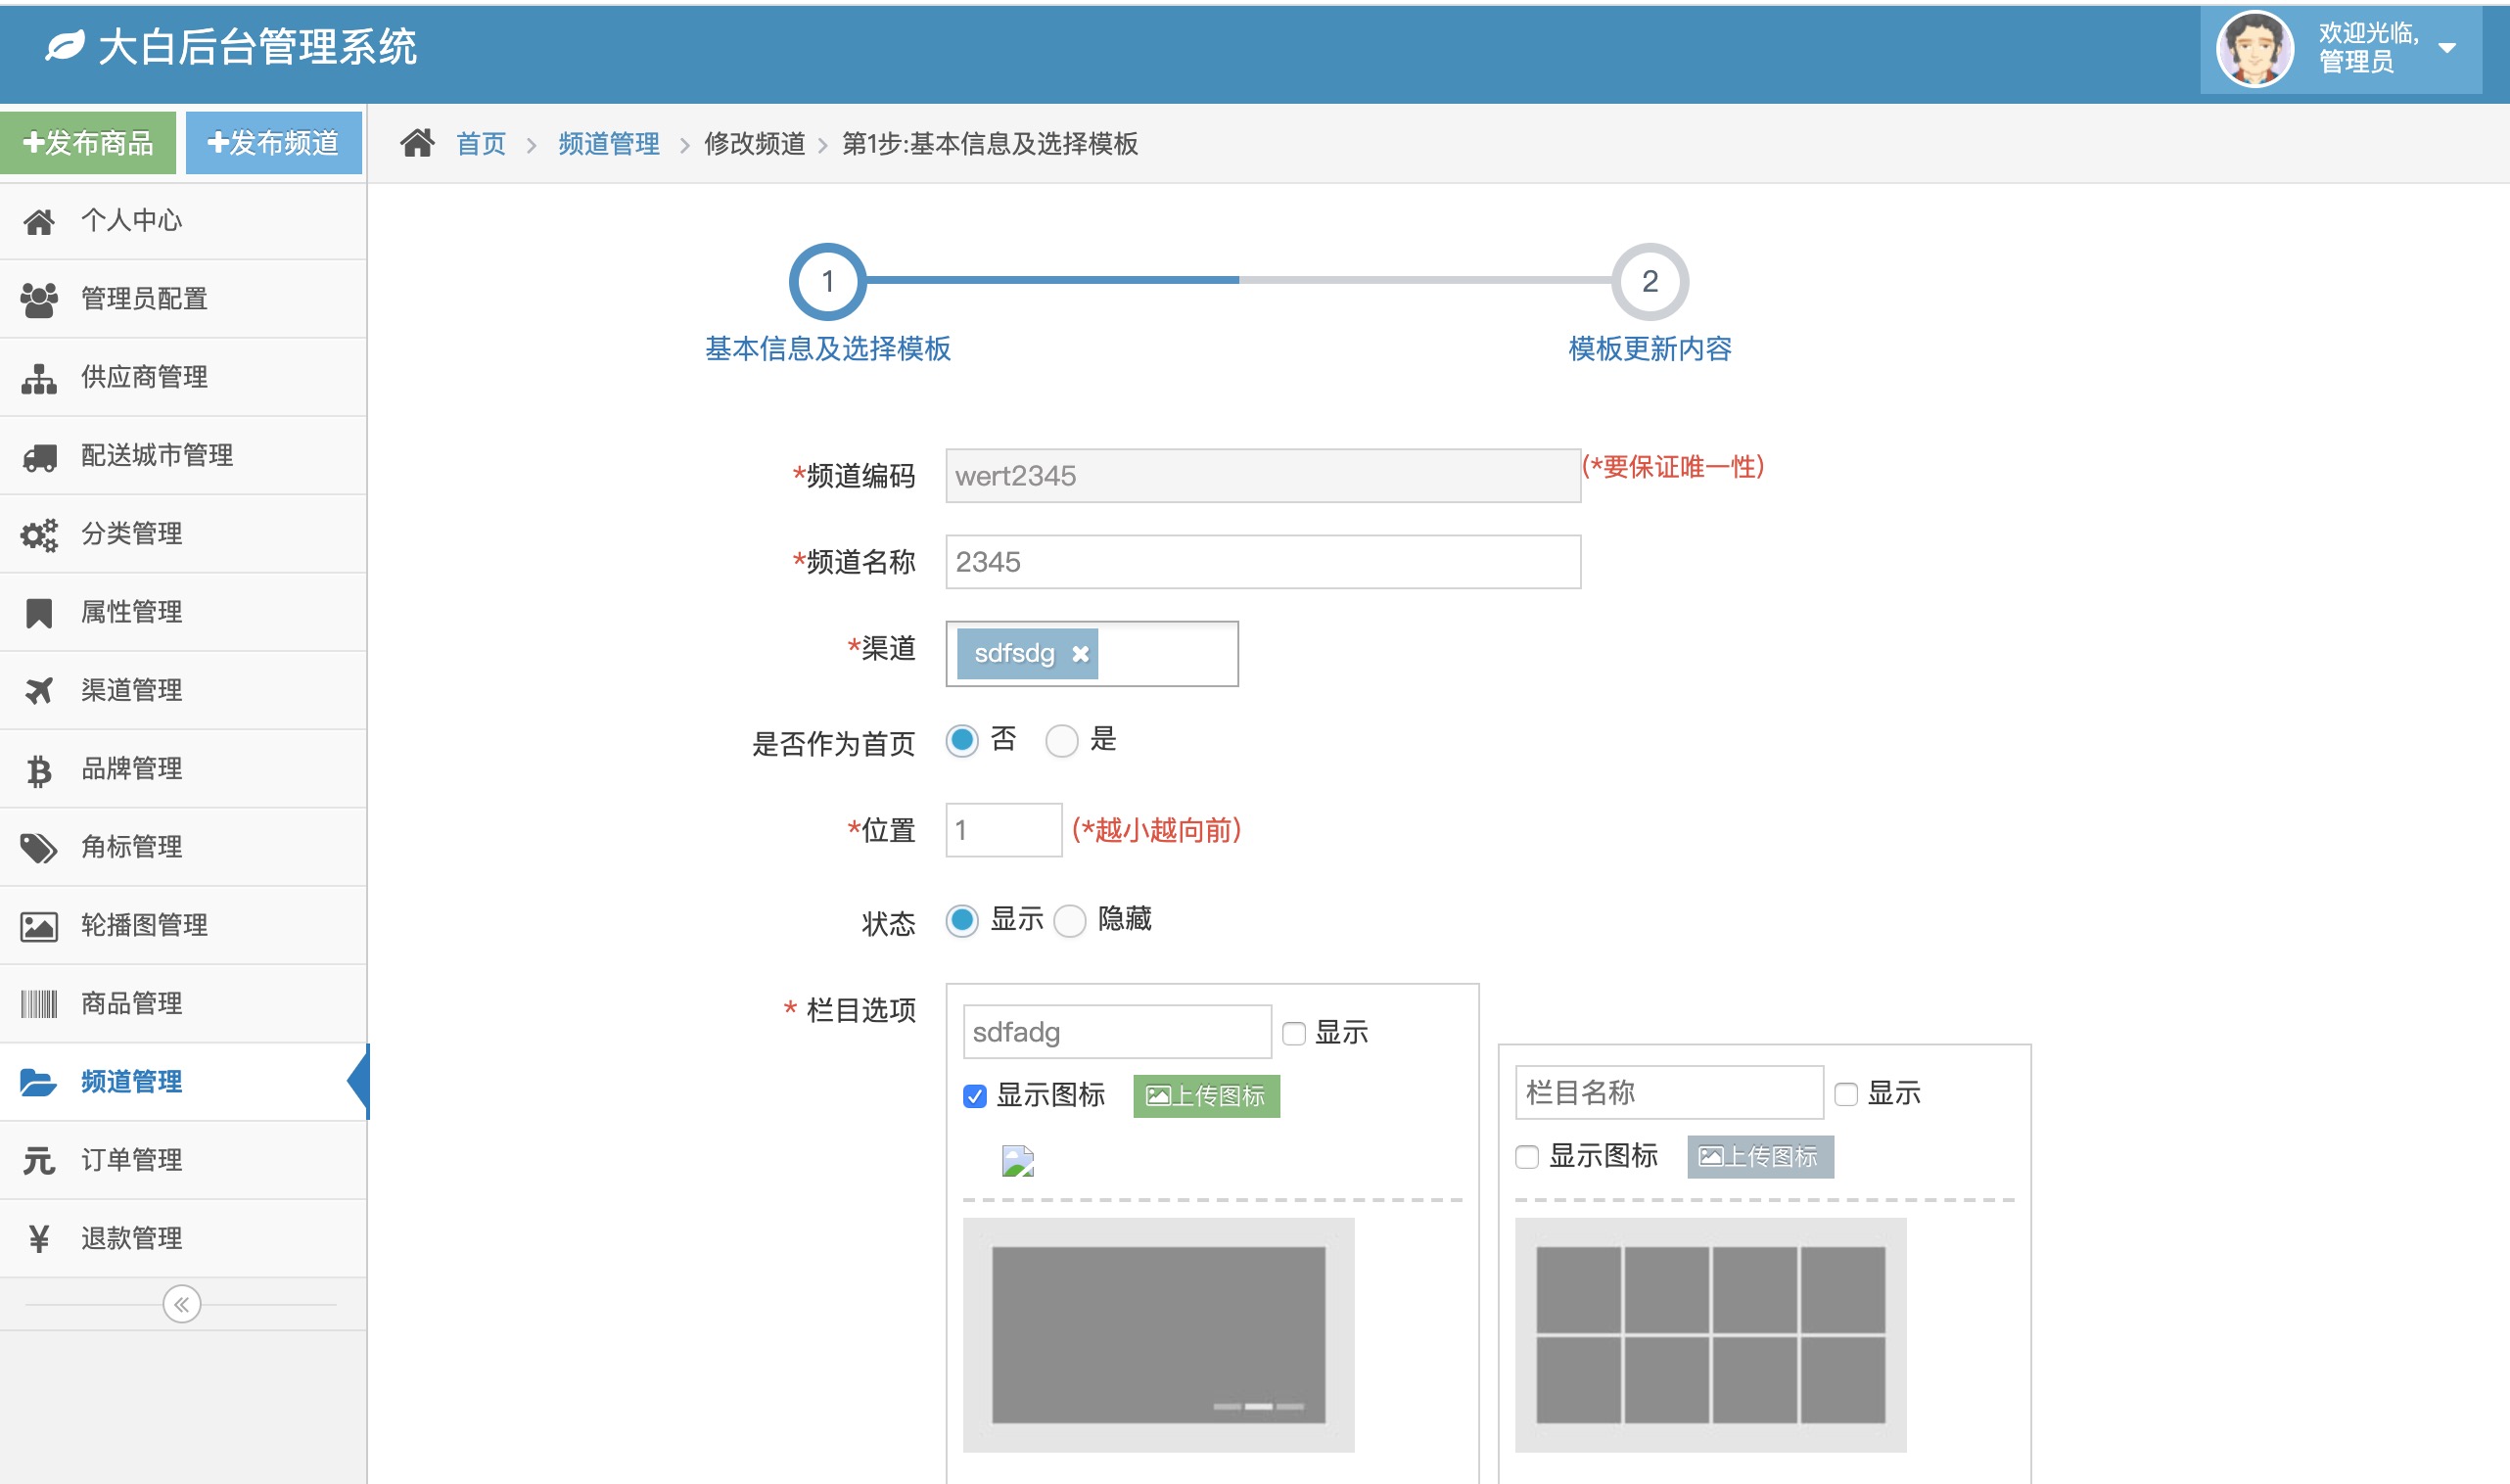 大白后台管理系统
欢迎光临,
管理员
发布商品
发布频道
首页
频道管理
修改频道
第1步:基本信息及选择模板
个人中心
管理员配置
供应商管理
配送城市管理
分类管理
属性管理
渠道管理
品牌管理
角标管理
轮播图管理
商品管理
频道管理
订单管理
退款管理
1
2
基本信息及选择模板
模板更新内容
*频道编码
wert2345
(*要保证唯一性)
*频道名称
2345
*渠道
sdfsdg
是否作为首页
否
是
*位置
1
(*越小越向前)
状态
显示
隐藏
* 栏目选项
sdfadg
显示
显示图标
上传图标
栏目名称
显示
显示图标
上传图标